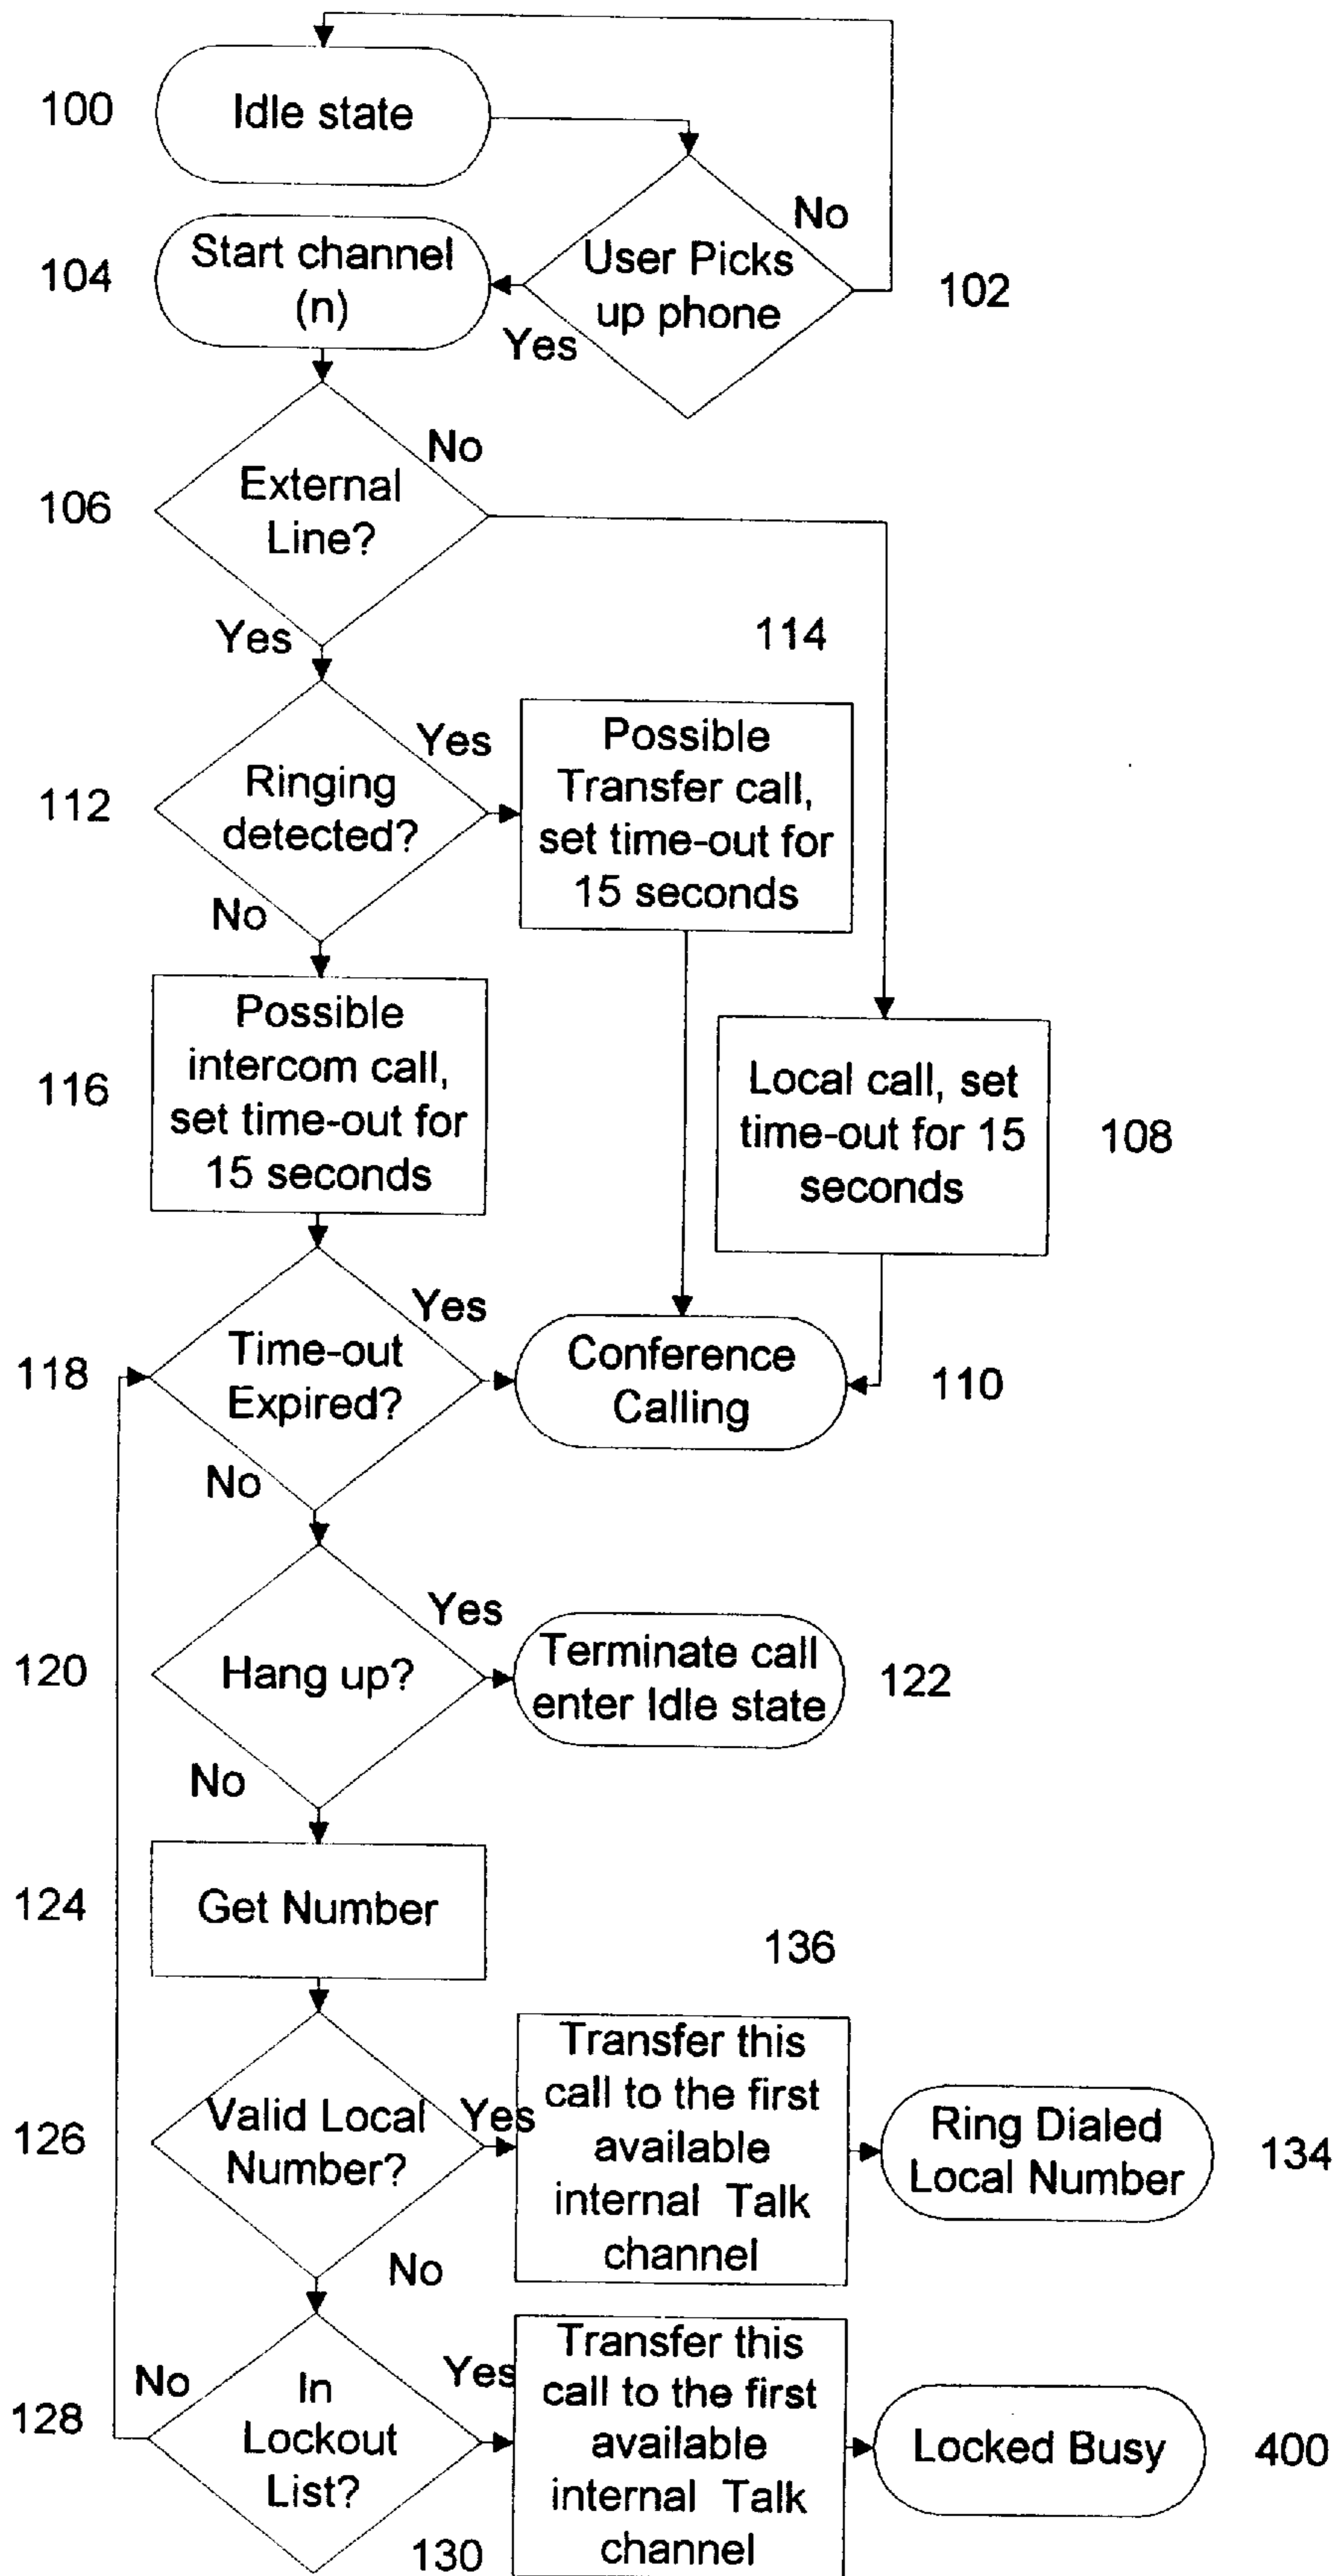 100
Idle state
No
104
Start channel
(n)
User Picks
up phone
102
Yes
No
106
External
Line?
Yes
114
112
Ringing
detected?
Yes
Possible
Transfer call,
set time-out for
15 seconds
No
116
Possible
intercom call,
set time-out for
15 seconds
Local call, set
time-out for 15
seconds
108
118
Time-out
Expired?
Yes
Conference
Calling
110
No
120
Hang up?
Yes
Terminate call
enter Idle state
122
No
124
Get Number
136
126
Valid Local
Number?
Yes
Transfer this
call to the first
available
internal Talk
channel
Ring Dialed
Local Number
134
No
128
No
In
Lockout
List?
Yes
Transfer this
call to the first
available
internal Talk
channel
Locked Busy
400
130